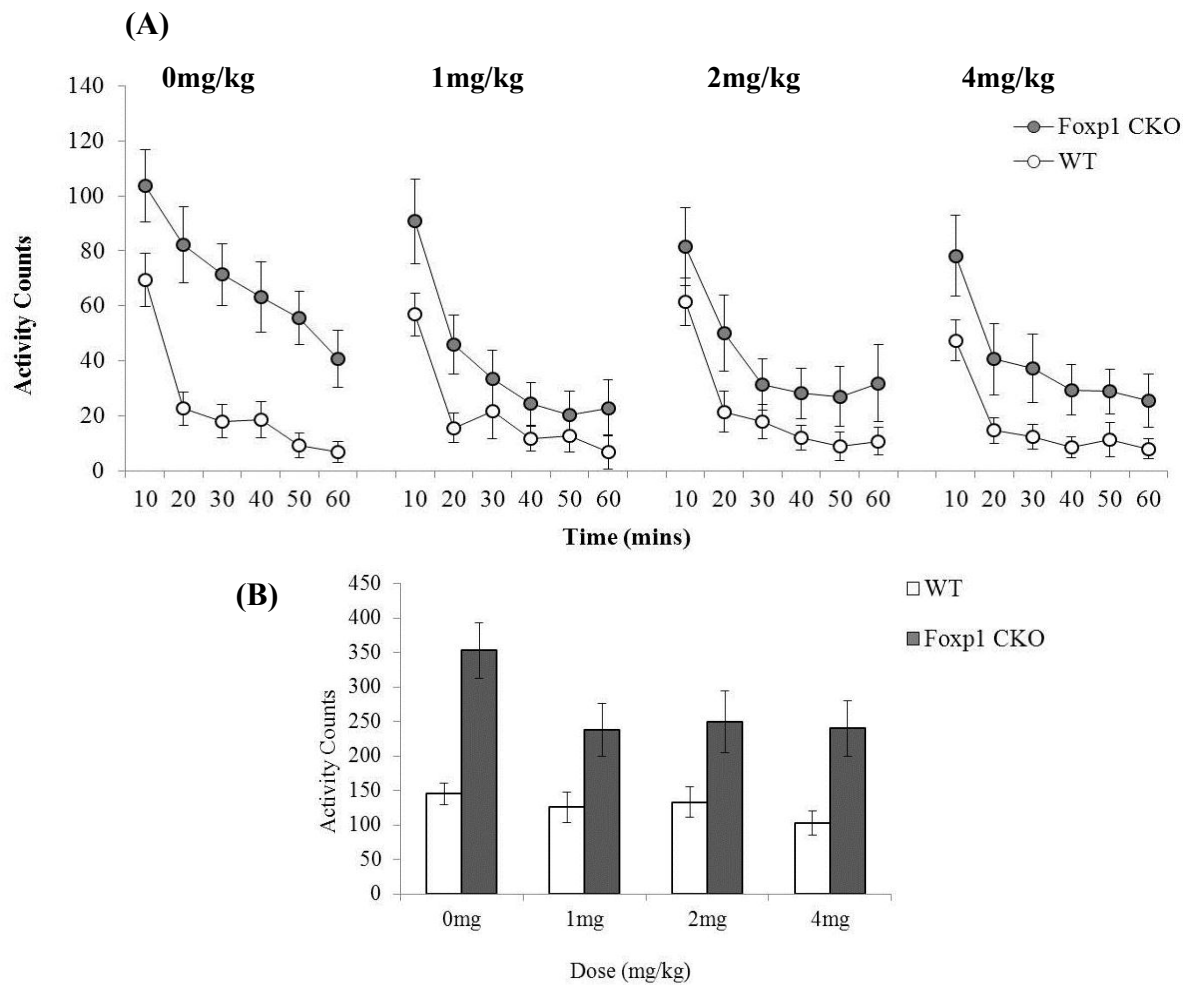 (A)
0mg/kg 1mg/kg 2mg/kg 4mg/kg
140
120
100
80
60
40
20
0
Activity Counts
Foxp1 CKO
WT
10 20 30 40 50 60 10 20 30 40 50 60 10 20 30 40 50 60 10 20 30 40 50 60
Time (mins)
(B)
450
400
350
300
250
200
150
100
50
0
Activity Counts
WT
Foxp1 CKO
0mg 1mg 2mg 4mg
Dose (mg/kg)